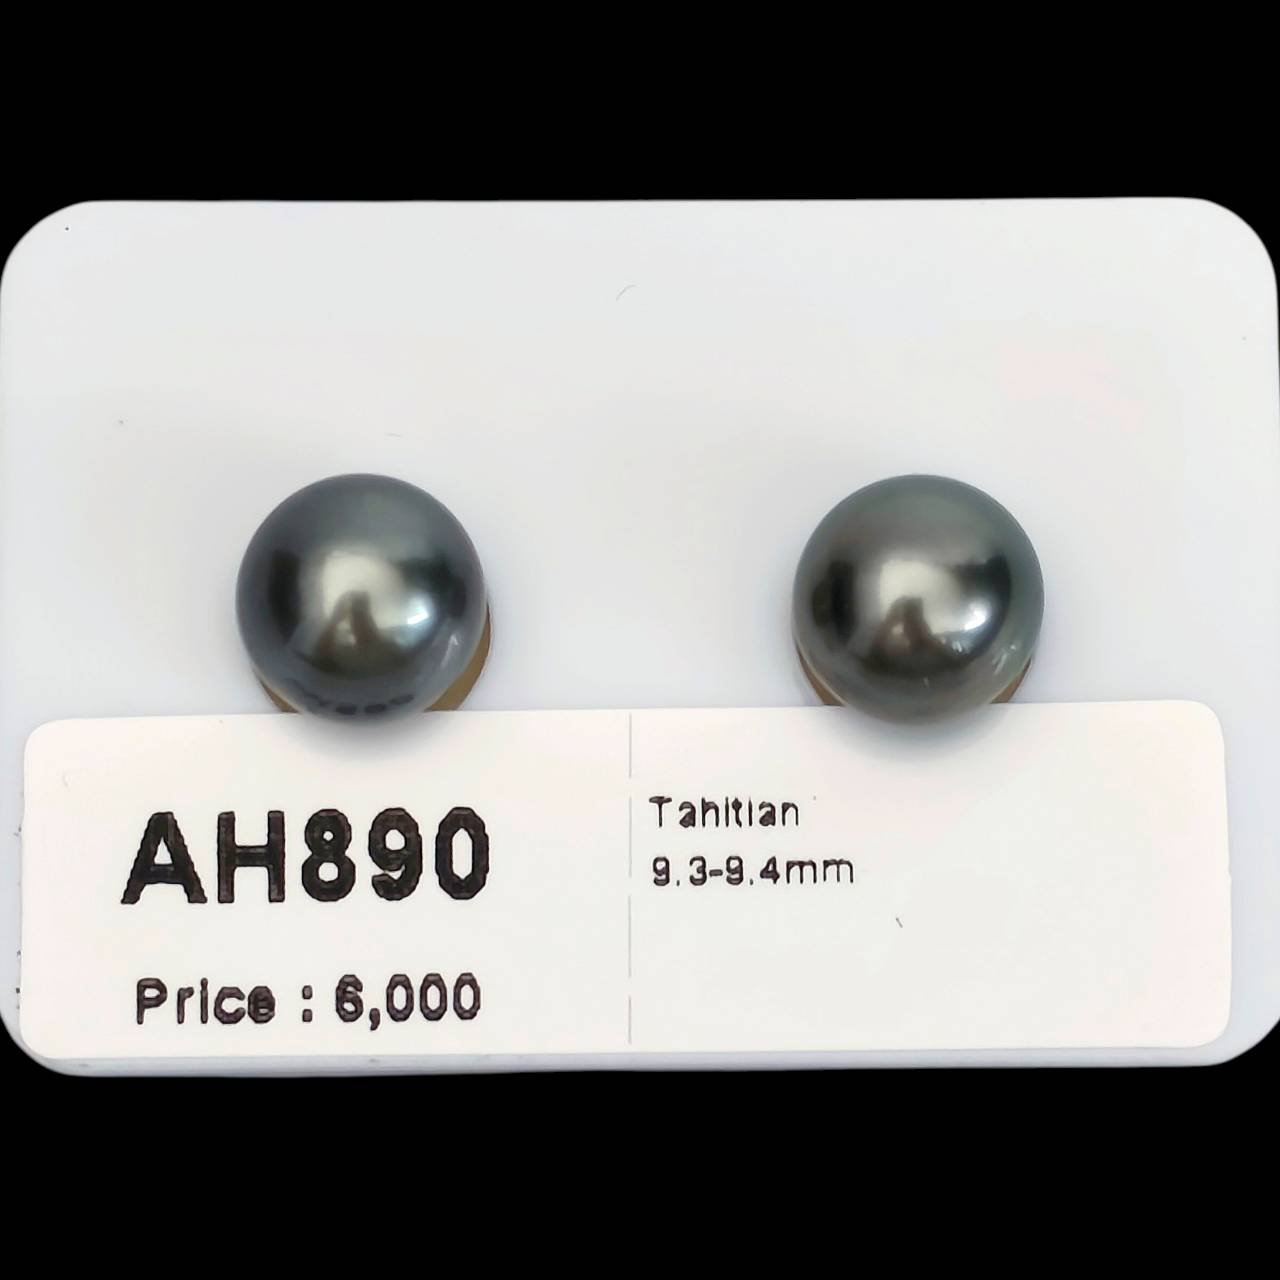 AH890
Price : 6,000
Tahitian
9.3-9.4mm